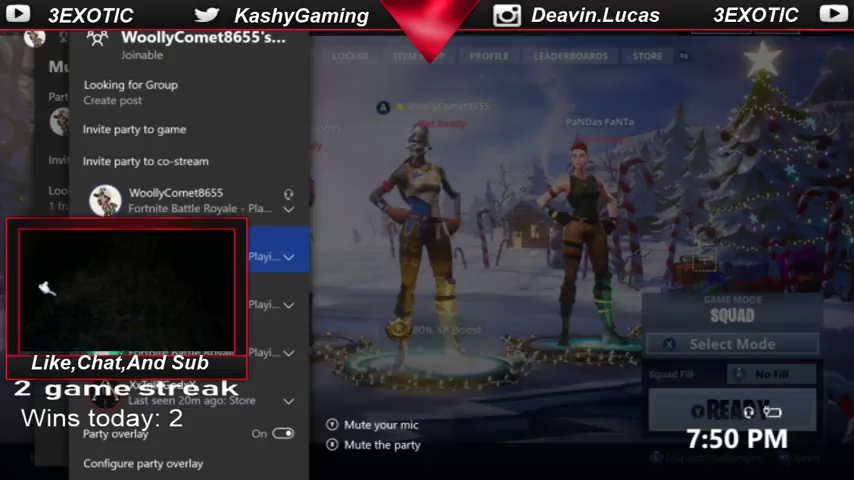 3EXOTIC
KashyGaming
Deavin.Lucas
3EXOTIC
WoollyComet8655's...
Joinable
Looking for Group
Create post
Invite party to game
Invite party to co-stream
WoollyComet8655
Fortnite Battle Royale - Pla...
Playi...
Playi...
Playi...
Last seen 20m ago: Store
Party overlay
On
Configure party overlay
Like,Chat,And Sub
2 game streak
Wins today: 2
LOCKER
PROFILE
LEADERBOARDS
STORE
A
WoollyComet8655
Not Ready
PaNDas FaNTa
80% XP Boost
GAME MODE
SQUAD
X Select Mode
Squad Fill
No Fill
Y READY
7:50 PM
Y Mute your mic
X Mute the party